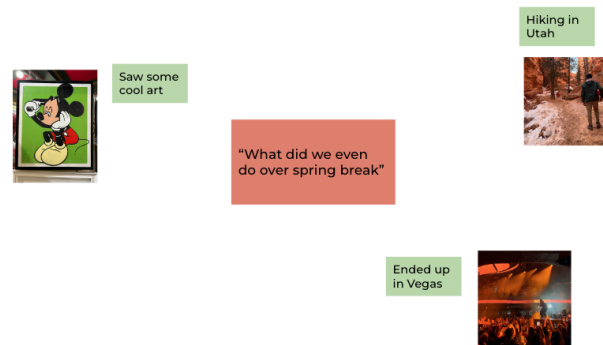 Hiking in
Utah
Saw some
cool art
“What did we even
do over spring break”
Ended up
in Vegas